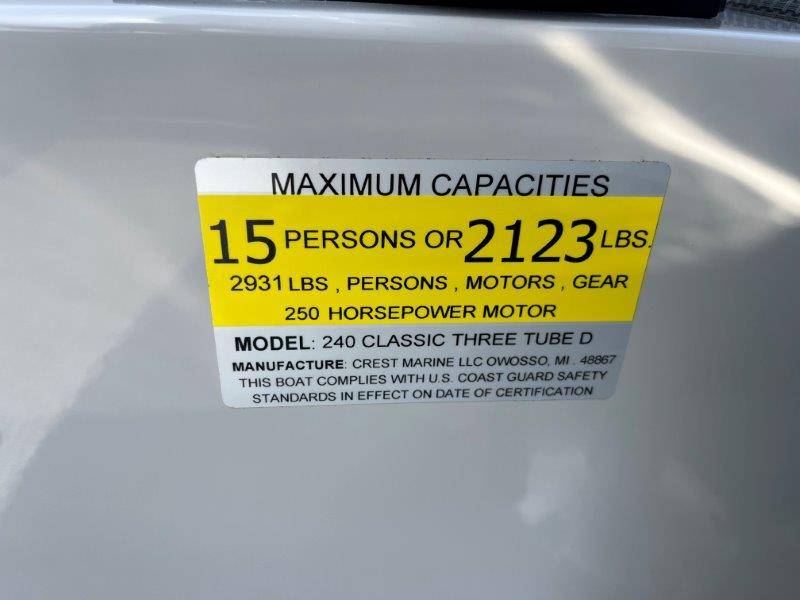 MAXIMUM CAPACITIES
15 PERSONS OR 2123 LBS.
2931 LBS , PERSONS , MOTORS , GEAR
250 HORSEPOWER MOTOR
MODEL: 240 CLASSIC THREE TUBE D
MANUFACTURE: CREST MARINE LLC OWOSSO, MI . 48867
THIS BOAT COMPLIES WITH U.S. COAST GUARD SAFETY
STANDARDS IN EFFECT ON DATE OF CERTIFICATION